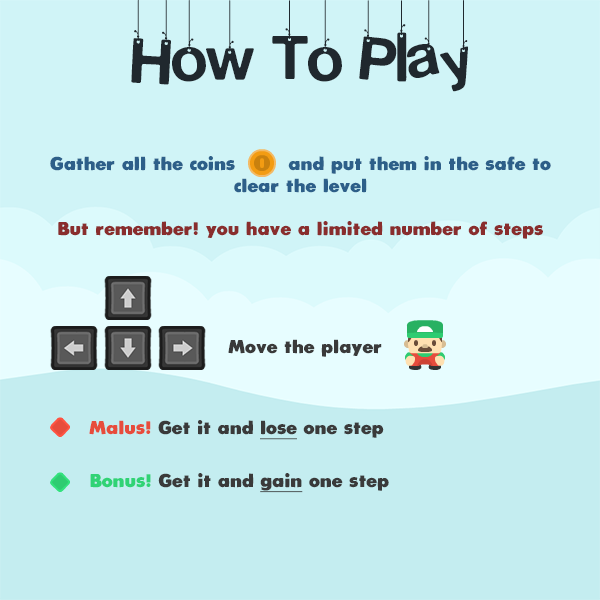 How To Play
Gather all the coins and put them in the safe to
clear the level
But remember! you have a limited number of steps
Move the player
Malus! Get it and lose one step
Bonus! Get it and gain one step